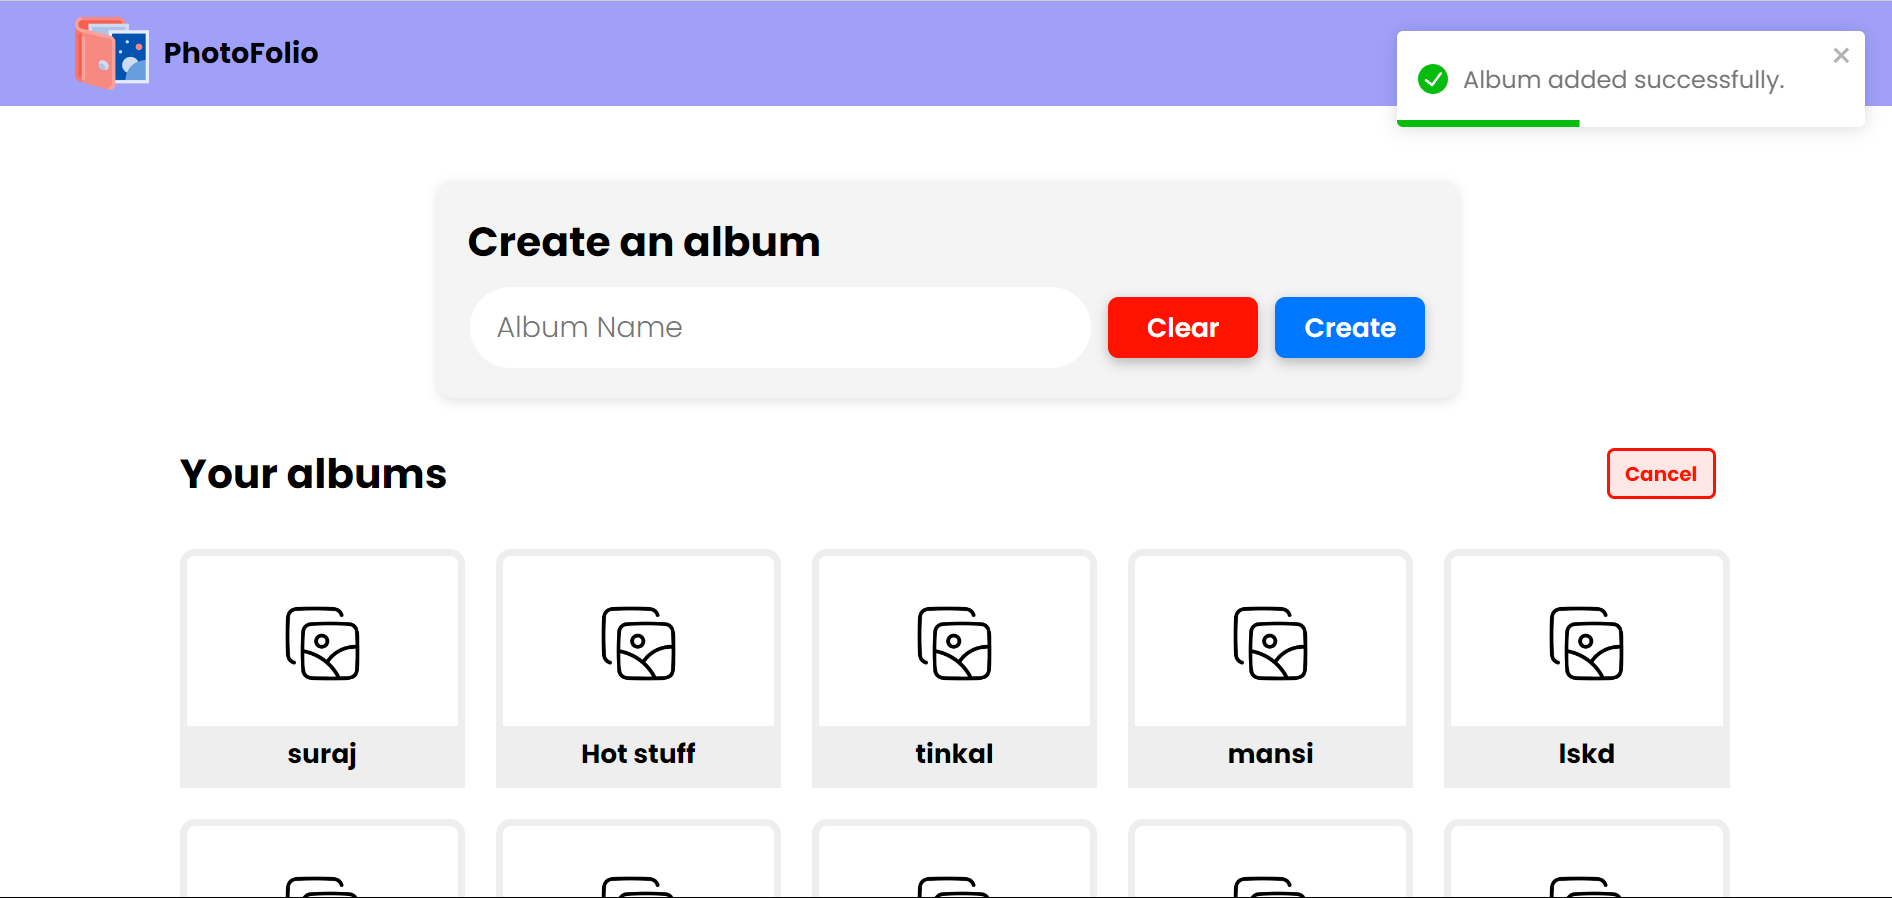 PhotoFolio
Album added successfully.
Create an album
Album Name
Clear
Create
Your albums
Cancel
suraj
Hot stuff
tinkal
mansi
lskd